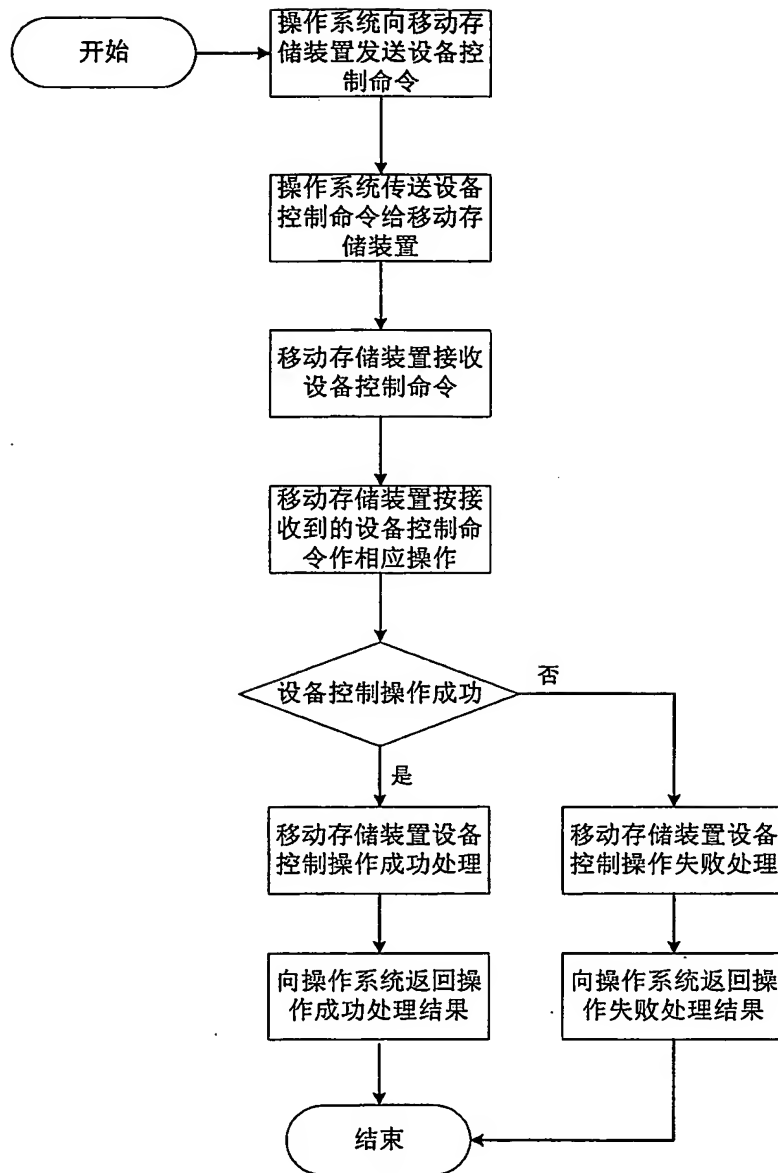 开始
操作系统向移动存
储装置发送设备控
制命令
操作系统传送设备
控制命令给移动存
储装置
移动存储装置接收
设备控制命令
移动存储装置按接
收到的设备控制命
令作相应操作
设备控制操作成功
否
是
移动存储装置设备
控制操作成功处理
移动存储装置设备
控制操作失败处理
向操作系统返回操
作成功处理结果
向操作系统返回操
作失败处理结果
结束